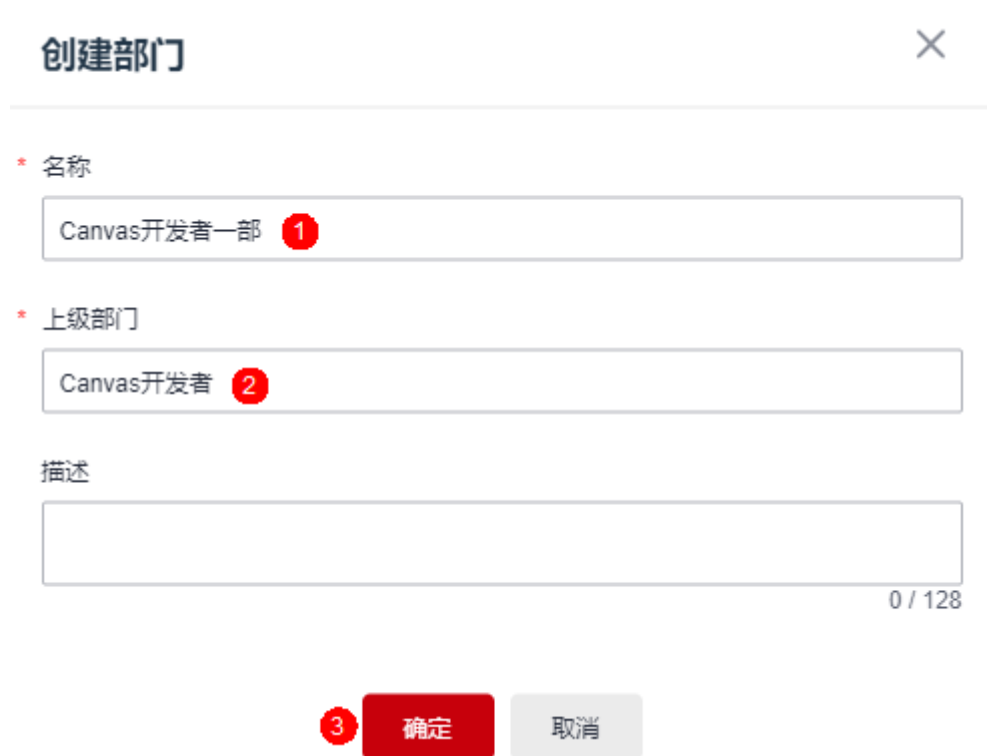 创建部门
* 名称
Canvas开发者一部 1
* 上级部门
Canvas开发者 2
描述
0 / 128
3 确定 取消